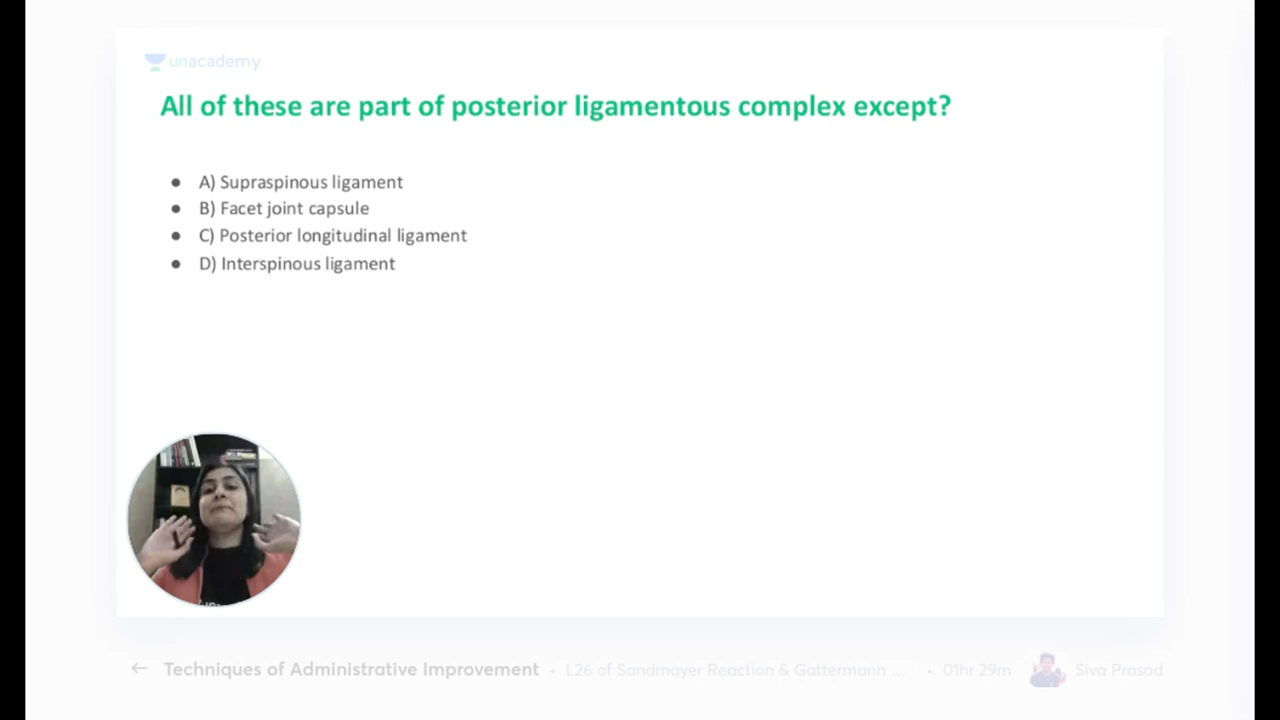 unacademy
All of these are part of posterior ligamentous complex except?
● A) Supraspinous ligament
● B) Facet joint capsule
● C) Posterior longitudinal ligament
● D) Interspinous ligament
← Techniques of Administrative Improvement • L26 of Sandmayer Reaction & Gattermann ... • 01hr 29m Siva Prasad